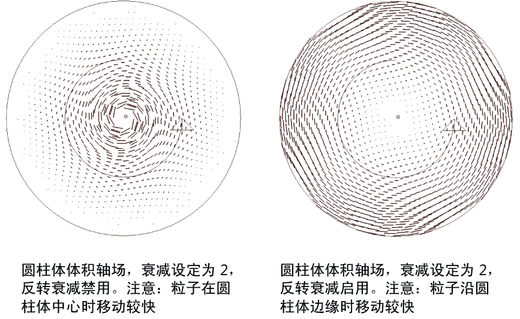 圆柱体体积轴场，衰减设定为 2，
反转衰减禁用。注意：粒子在圆
柱体中心时移动较快
圆柱体体积轴场，衰减设定为 2，
反转衰减启用。注意：粒子沿圆
柱体边缘时移动较快